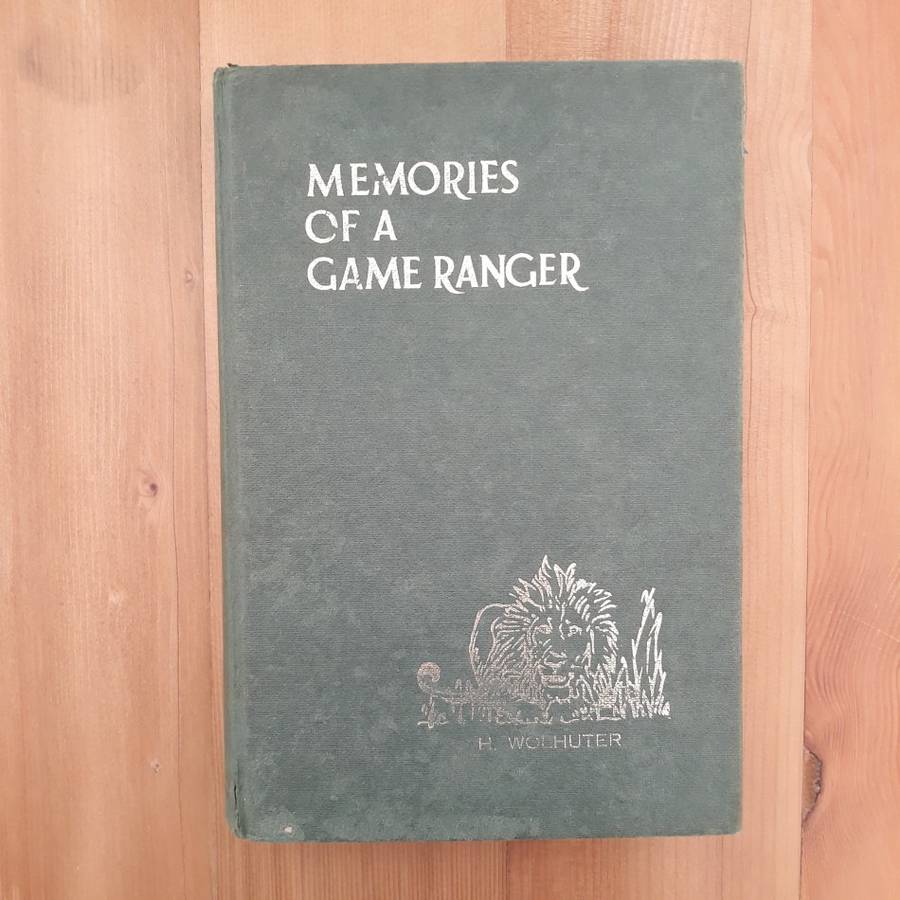 MEMORIES
OF A
GAME RANGER
H. WOLHUTER